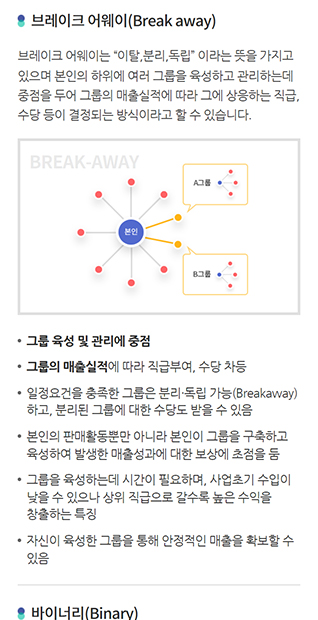 브레이크 어웨이(Break away)
브레이크 어웨이는 “이탈,분리,독립” 이라는 뜻을 가지고
있으며 본인의 하위에 여러 그룹을 육성하고 관리하는데
중점을 두어 그룹의 매출실적에 따라 그에 상응하는 직급,
수당 등이 결정되는 방식이라고 할 수 있습니다.
BREAK-AWAY
A그룹
본인
B그룹
• 그룹 육성 및 관리에 중점
• 그룹의 매출실적에 따라 직급부여, 수당 차등
• 일정요건을 충족한 그룹은 분리·독립 가능(Breakaway)
하고, 분리된 그룹에 대한 수당도 받을 수 있음
• 본인의 판매활동뿐만 아니라 본인이 그룹을 구축하고
육성하여 발생한 매출성과에 대한 보상에 초점을 둠
• 그룹을 육성하는데 시간이 필요하며, 사업초기 수입이
낮을 수 있으나 상위 직급으로 갈수록 높은 수익을
창출하는 특징
• 자신이 육성한 그룹을 통해 안정적인 매출을 확보할 수
있음
바이너리(Binary)